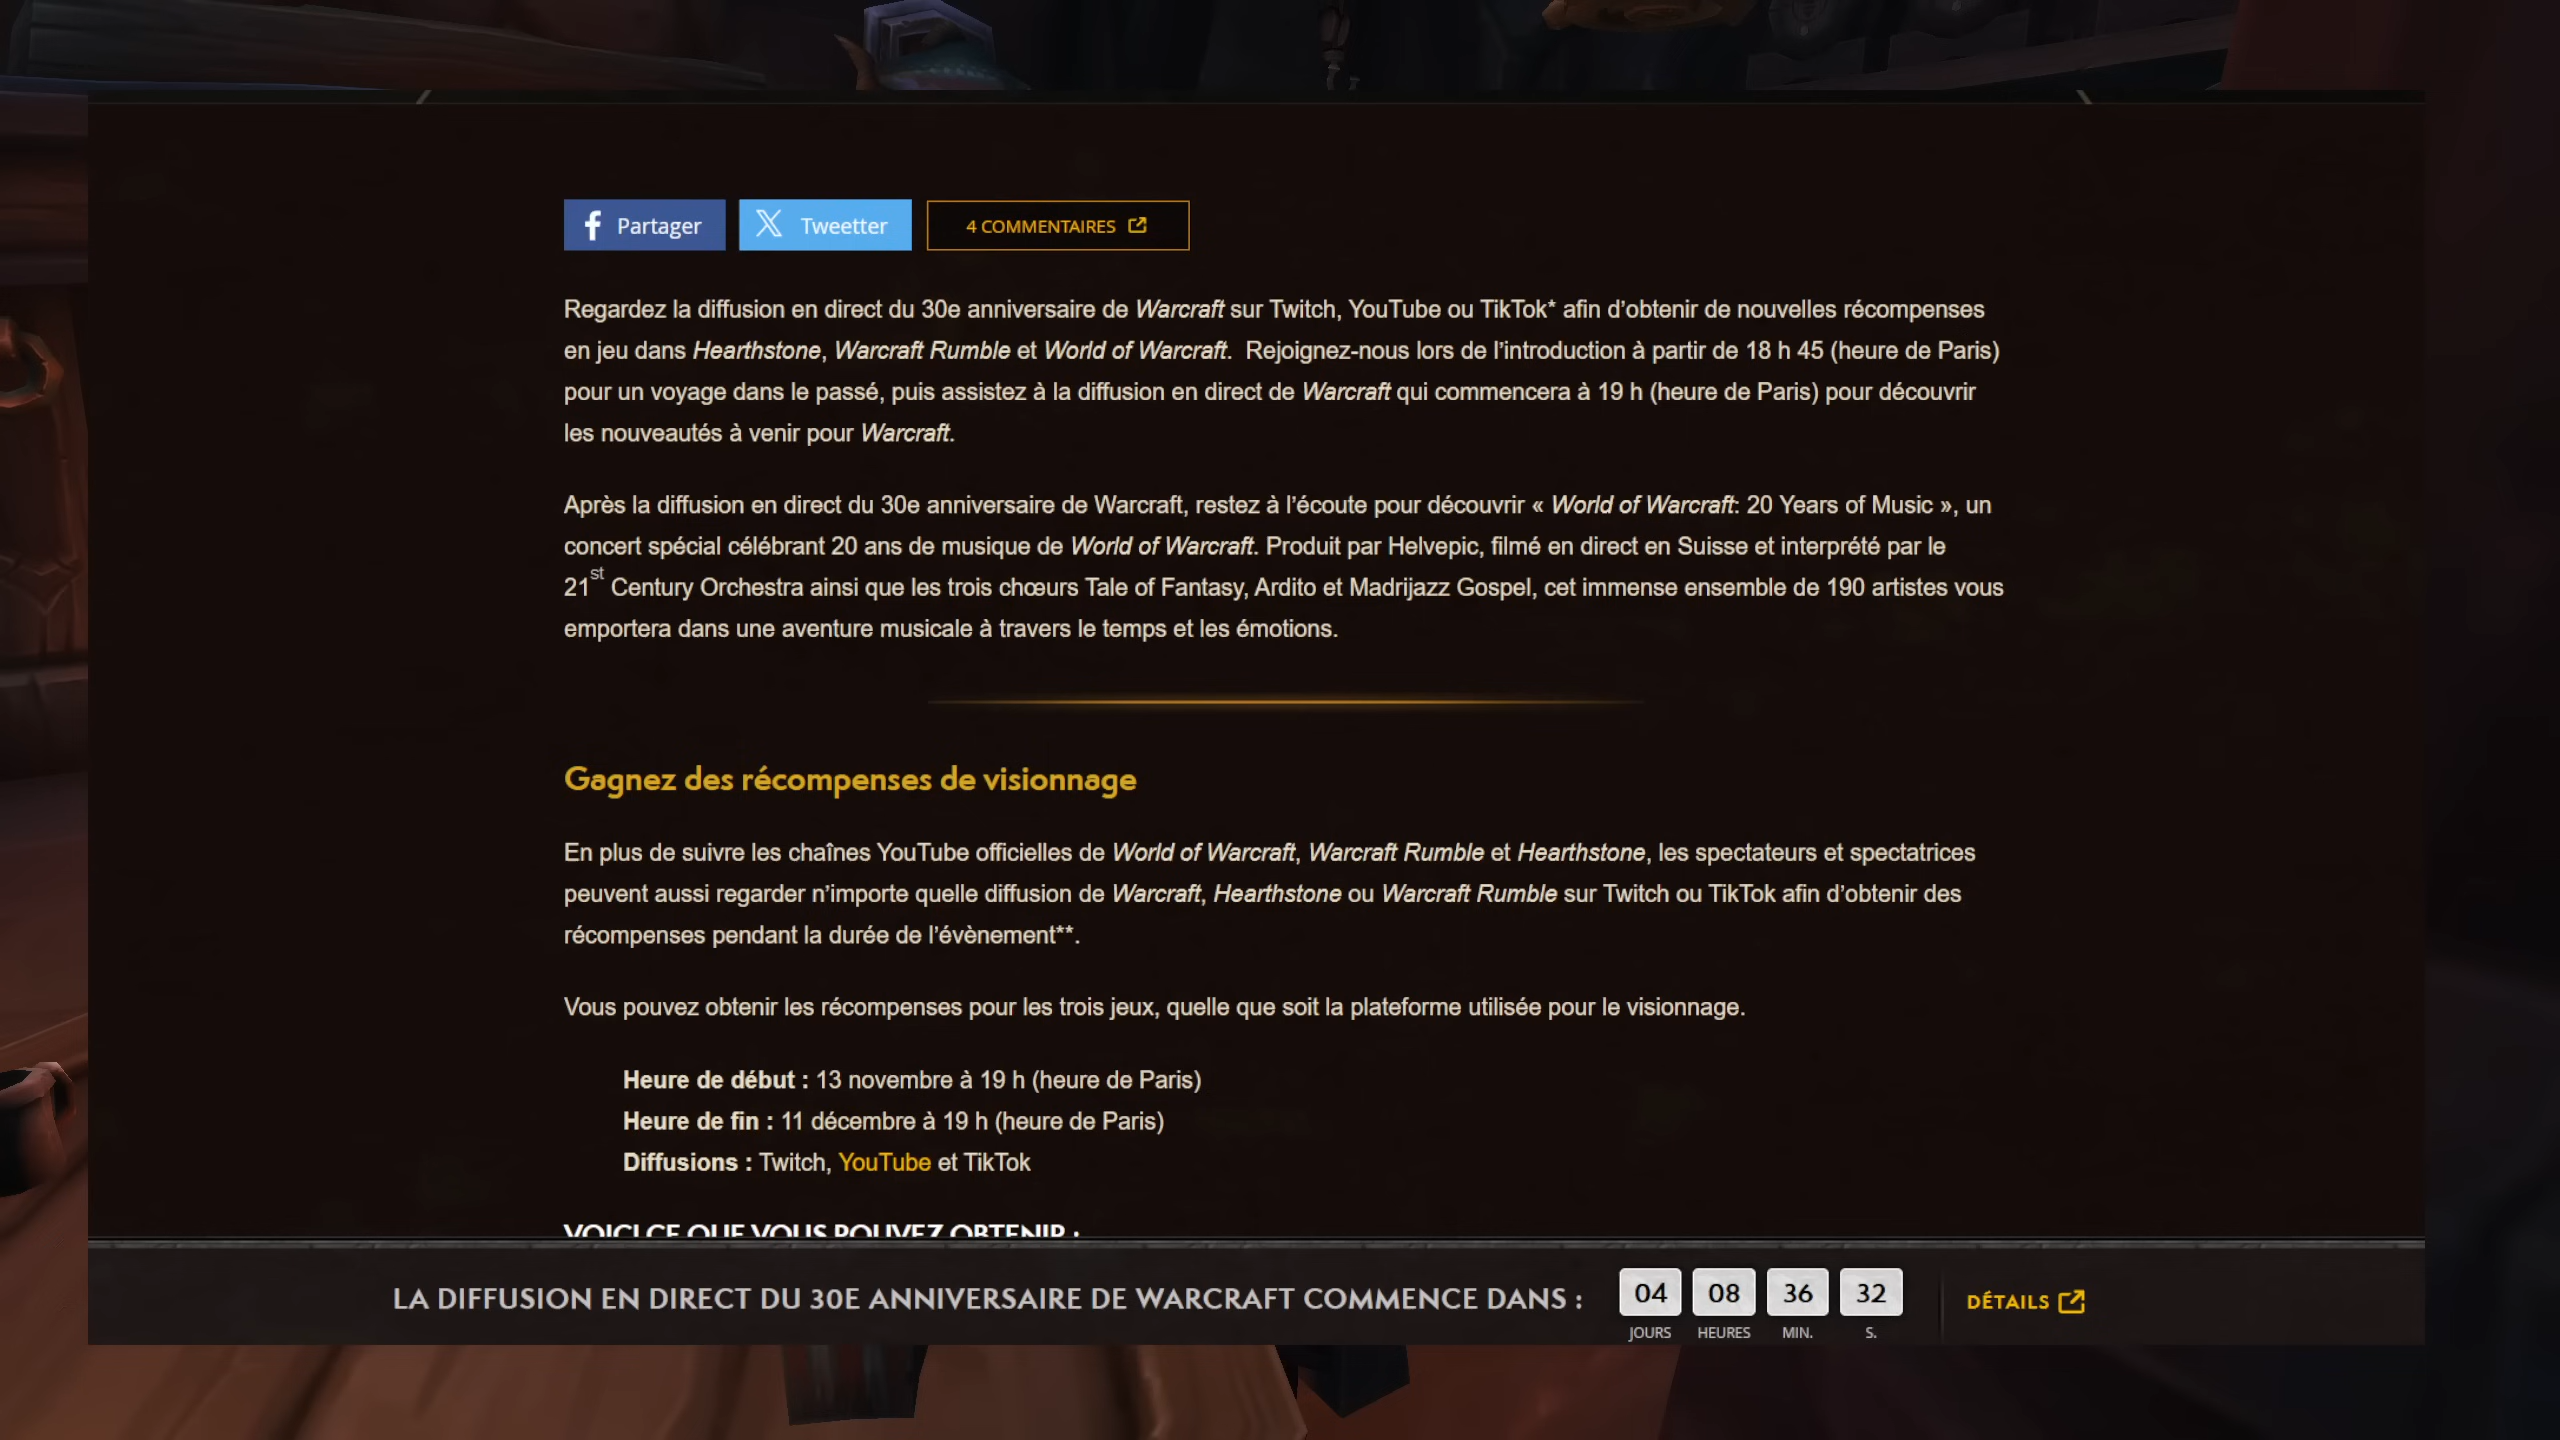 Partager
Tweetter
4 COMMENTAIRES
Regardez la diffusion en direct du 30e anniversaire de Warcraft sur Twitch, YouTube ou TikTok* afin d’obtenir de nouvelles récompenses
en jeu dans Hearthstone, Warcraft Rumble et World of Warcraft.  Rejoignez-nous lors de l’introduction à partir de 18 h 45 (heure de Paris)
pour un voyage dans le passé, puis assistez à la diffusion en direct de Warcraft qui commencera à 19 h (heure de Paris) pour découvrir
les nouveautés à venir pour Warcraft.
Après la diffusion en direct du 30e anniversaire de Warcraft, restez à l’écoute pour découvrir « World of Warcraft: 20 Years of Music », un
concert spécial célébrant 20 ans de musique de World of Warcraft. Produit par Helvepic, filmé en direct en Suisse et interprété par le
21st Century Orchestra ainsi que les trois chœurs Tale of Fantasy, Ardito et Madrijazz Gospel, cet immense ensemble de 190 artistes vous
emportera dans une aventure musicale à travers le temps et les émotions.
Gagnez des récompenses de visionnage
En plus de suivre les chaînes YouTube officielles de World of Warcraft, Warcraft Rumble et Hearthstone, les spectateurs et spectatrices
peuvent aussi regarder n’importe quelle diffusion de Warcraft, Hearthstone ou Warcraft Rumble sur Twitch ou TikTok afin d’obtenir des
récompenses pendant la durée de l’évènement**.
Vous pouvez obtenir les récompenses pour les trois jeux, quelle que soit la plateforme utilisée pour le visionnage.
Heure de début : 13 novembre à 19 h (heure de Paris)
Heure de fin : 11 décembre à 19 h (heure de Paris)
Diffusions : Twitch, YouTube et TikTok
VOICI CE QUE VOUS POUVEZ OBTENIR :
LA DIFFUSION EN DIRECT DU 30E ANNIVERSAIRE DE WARCRAFT COMMENCE DANS :
04 08 36 32
JOURS HEURES MIN. S.
DÉTAILS